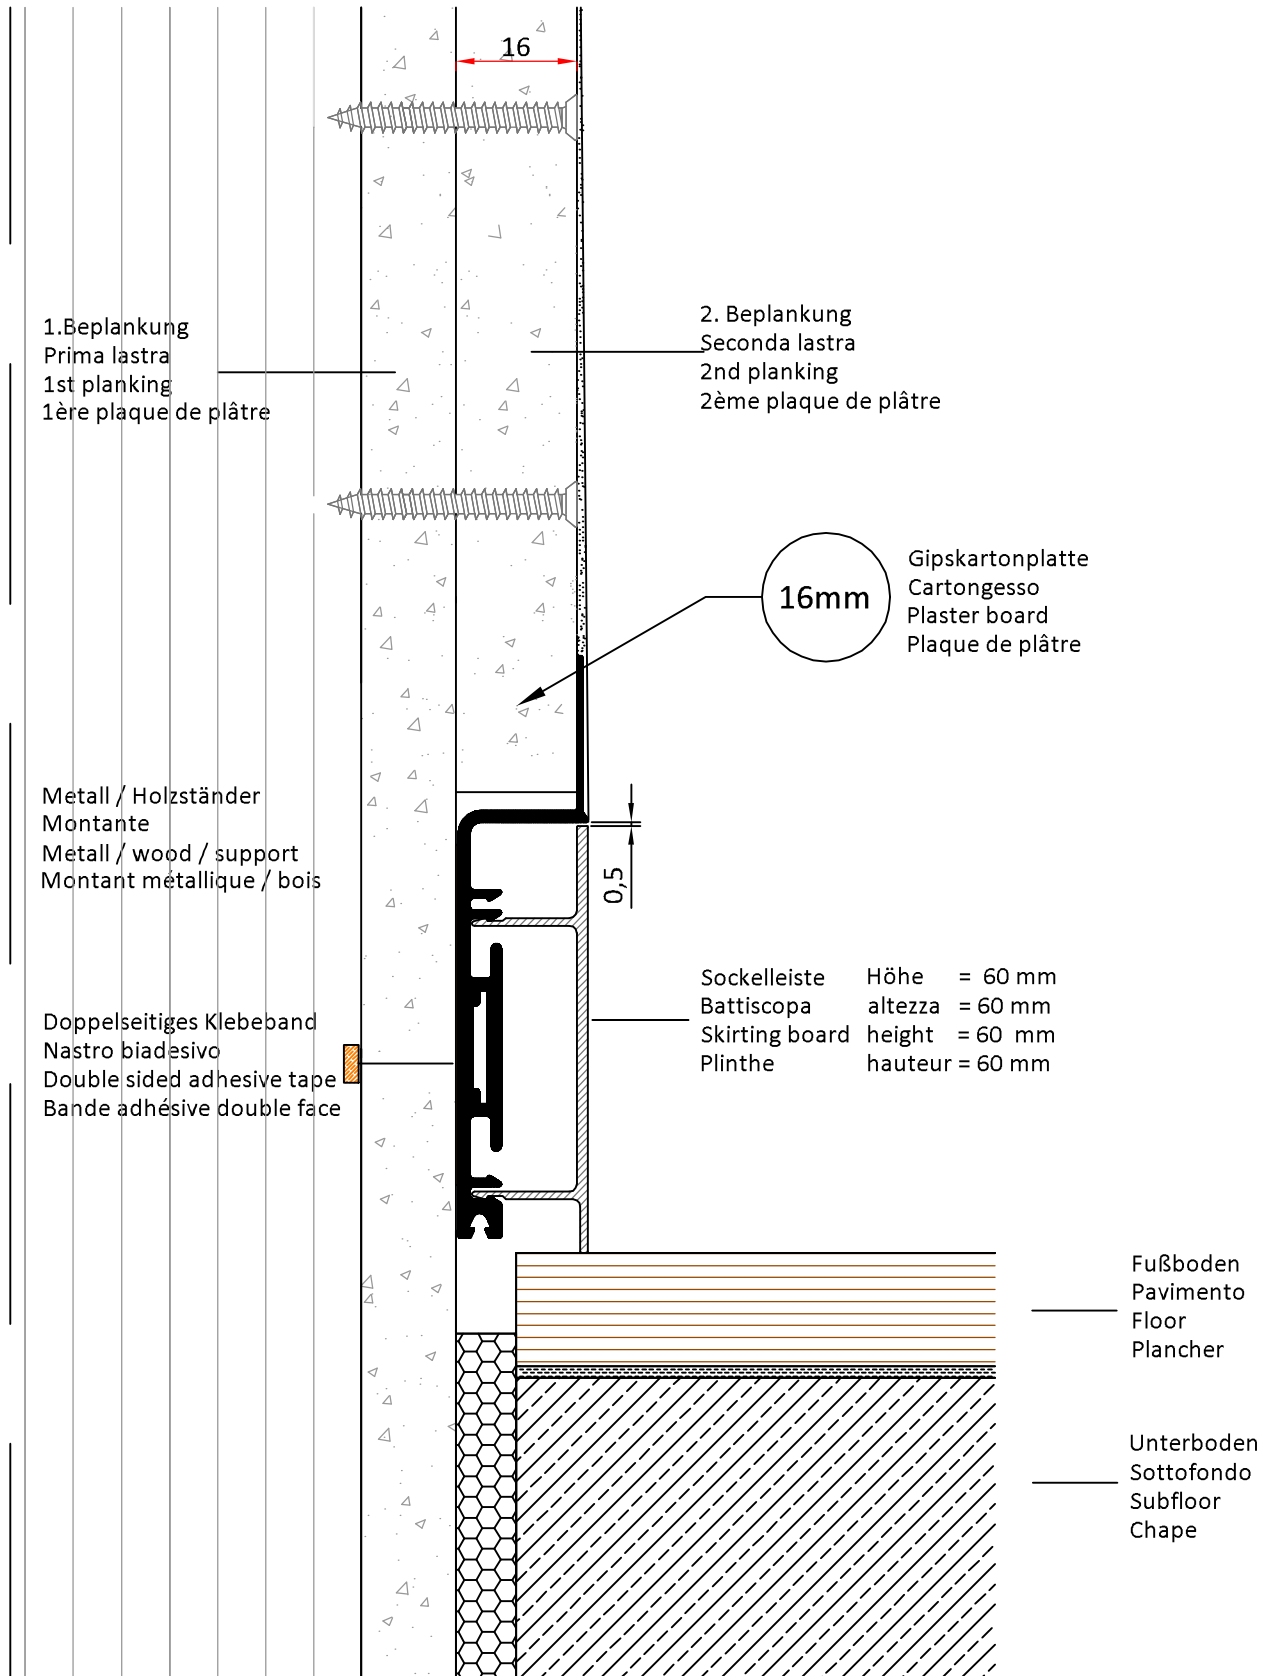 16
1.Beplankung
Prima lastra
1st planking
1ère plaque de plâtre
2. Beplankung
Seconda lastra
2nd planking
2ème plaque de plâtre
16mm
Gipskartonplatte
Cartongesso
Plaster board
Plaque de plâtre
Metall / Holzständer
Montante
Metall / wood / support
Montant métallique / bois
0,5
Sockelleiste Höhe = 60 mm
Battiscopa altezza = 60 mm
Skirting board height = 60 mm
Plinthe hauteur = 60 mm
Doppelseitiges Klebeband
Nastro biadesivo
Double sided adhesive tape
Bande adhésive double face
Fußboden
Pavimento
Floor
Plancher
Unterboden
Sottofondo
Subfloor
Chape